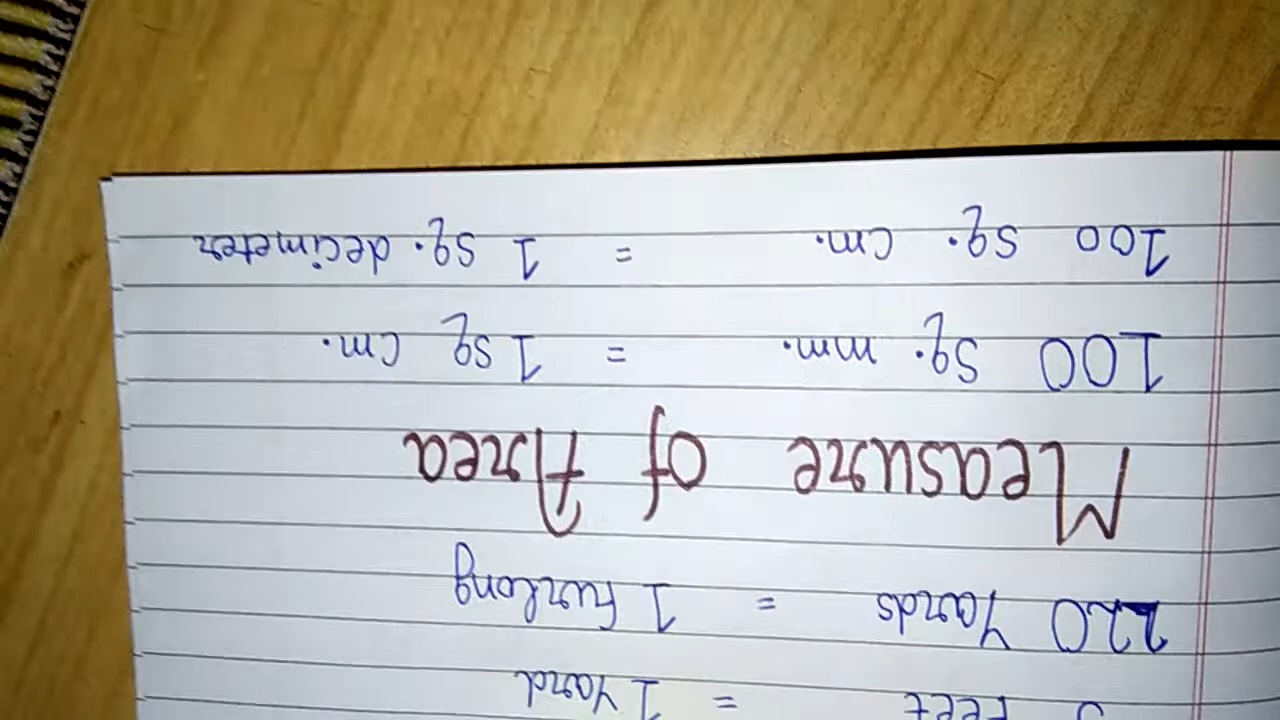 Feet = 1 Yard
220 Yards = 1 Furlong
Measure of Area
100 Sq. mm. = 1 Sq cm.
100 Sq. cm. = 1 Sq. decimeter